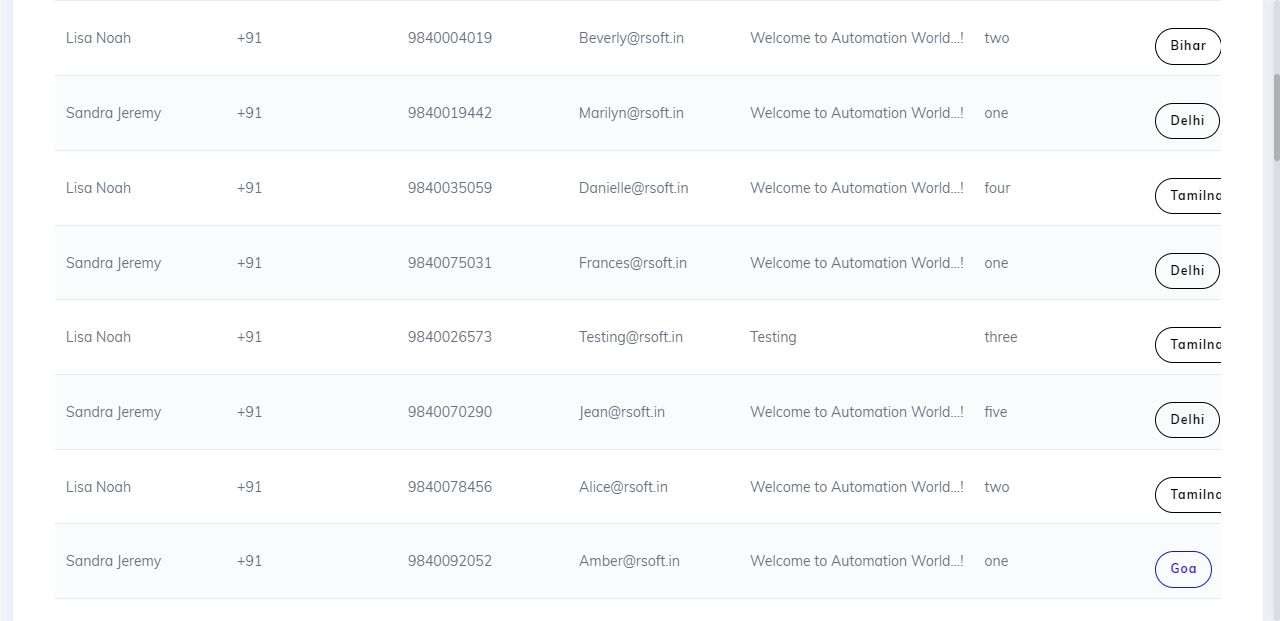 Lisa Noah +91 9840004019 Beverly@rsoft.in Welcome to Automation World...! two Bihar
Sandra Jeremy +91 9840019442 Marilyn@rsoft.in Welcome to Automation World...! one Delhi
Lisa Noah +91 9840035059 Danielle@rsoft.in Welcome to Automation World...! four Tamilna
Sandra Jeremy +91 9840075031 Frances@rsoft.in Welcome to Automation World...! one Delhi
Lisa Noah +91 9840026573 Testing@rsoft.in Testing three Tamilna
Sandra Jeremy +91 9840070290 Jean@rsoft.in Welcome to Automation World...! five Delhi
Lisa Noah +91 9840078456 Alice@rsoft.in Welcome to Automation World...! two Tamilna
Sandra Jeremy +91 9840092052 Amber@rsoft.in Welcome to Automation World...! one Goa